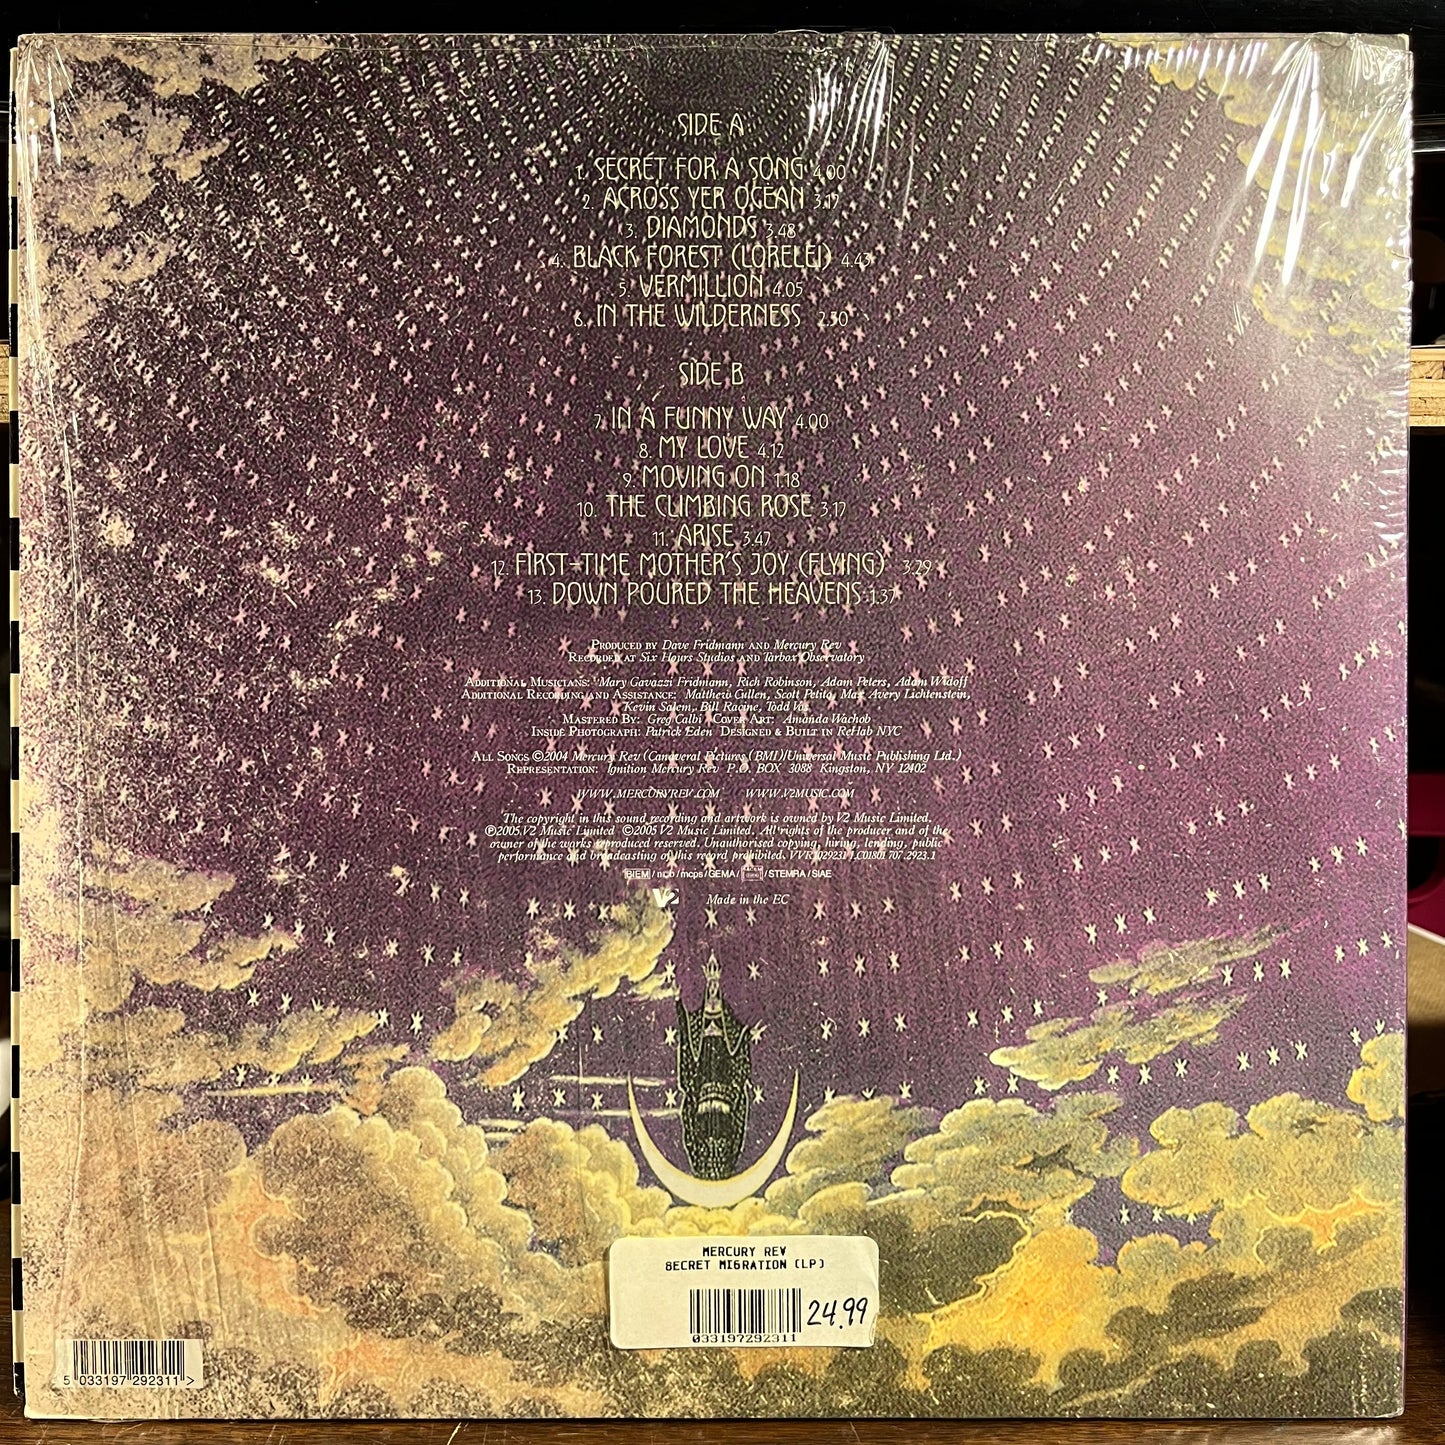 SIDE A
1. SECRET FOR A SONG 4.00
2. ACROSS YER OCEAN 3.19
3. DIAMONDS 3.48
4. BLACK FOREST (LORELEI) 4.43
5. VERMILLION 4.05
6. IN THE WILDERNESS 2.30
SIDE B
7. IN A FUNNY WAY 4.00
8. MY LOVE 4.12
9. MOVING ON 1.18
10. THE CLIMBING ROSE 3.17
11. ARISE 3.47
12. FIRST-TIME MOTHER'S JOY (FLYING) 3.29
13. DOWN POURED THE HEAVENS 1.37
PRODUCED BY Dave Fridmann AND Mercury Rev
RECORDED AT Six Hours Studios AND Tarbox Observatory
ADDITIONAL MUSICIANS: Mary Gavazzi Fridmann, Rich Robinson, Adam Peters, Adam Widoff
ADDITIONAL RECORDING AND ASSISTANCE: Matthew Cullen, Scott Petito, Max Avery Lichtenstein,
Kevin Salem, Bill Racine, Todd Vos
MASTERED BY: Greg Calbi COVER ART: Amanda Wachob
INSIDE PHOTOGRAPH: Patrick Eden DESIGNED & BUILT IN ReHab NYC
ALL SONGS ©2004 Mercury Rev (Canaveral Pictures (BMI)/Universal Music Publishing Ltd.)
REPRESENTATION: Ignition Mercury Rev P.O. BOX 3088 Kingston, NY 12402
WWW.MERCURYREV.COM WWW.V2MUSIC.COM
The copyright in this sound recording and artwork is owned by V2 Music Limited.
℗2005 V2 Music Limited ©2005 V2 Music Limited. All rights of the producer and of the
owner of the works reproduced reserved. Unauthorised copying, hiring, lending, public
performance and broadcasting of this record prohibited. VVR1029231 LC01801 707.2923.1
BIEM / ncb / mcps / GEMA / / STEMRA / SIAE
V2 Made in the EC
MERCURY REV
SECRET MIGRATION (LP)
24.99
033197292311
5 033197 292311 >